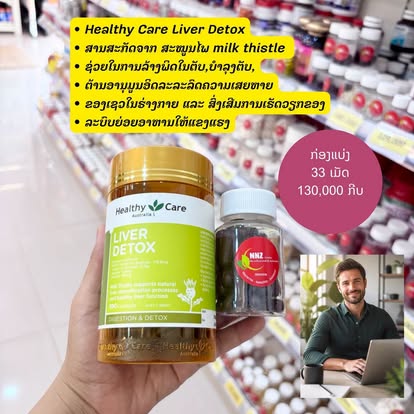 • Healthy Care Liver Detox
• ສານສະກັດຈາກ ສະໝູນໄພ milk thistle
• ຊ່ວຍໃນການລ້າງພິດໃນຕັບ,ບຳລຸງຕັບ,
• ຕ້ານອານຸມູນອິດລະລະລຶດຄວາມເສຍຫາຍ
• ຂອງເຊວໃນຮ່າງກາຍ ແລະ ສົ່ງເສີມການເຮັດວຽກຂອງ
• ລະບົບຍ່ອຍອາຫານໃຫ້ແຂງແຮງ
ກ່ອງແບ່ງ
33 ເມັດ
130,000 ກີບ
Healthy Care
Australia
LIVER
DETOX
DIGESTION & DETOX
Healthy Care
Australia
NNZ